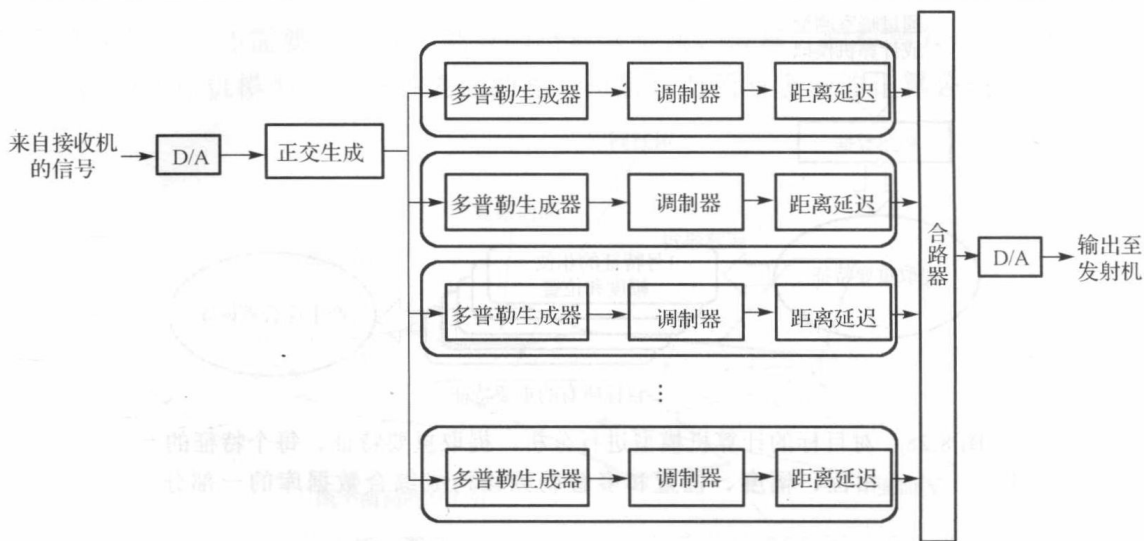 来自接收机
的信号
D/A
正交生成
多普勒生成器
调制器
距离延迟
多普勒生成器
调制器
距离延迟
多普勒生成器
调制器
距离延迟
⋮
多普勒生成器
调制器
距离延迟
合路器
D/A
输出至
发射机